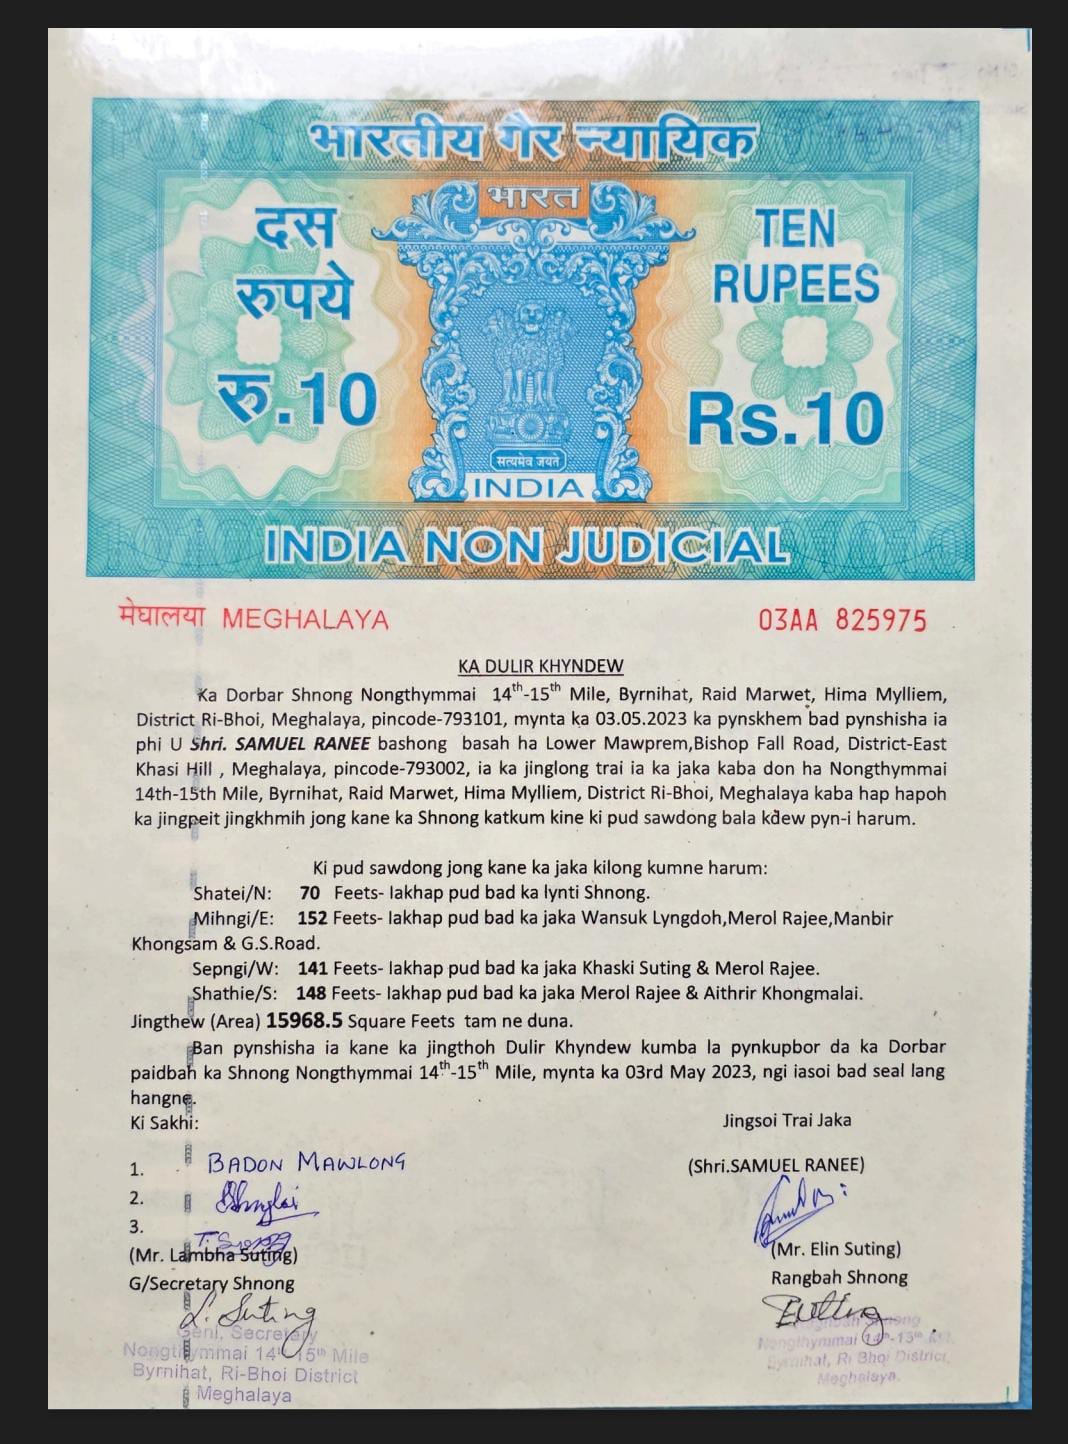 भारतीय गैर न्यायिक
भारत
दस
रुपये
रु.10
TEN
RUPEES
Rs.10
सत्यमेव जयते
INDIA
INDIA NON JUDICIAL
मेघालया MEGHALAYA
03AA 825975
KA DULIR KHYNDEW
Ka Dorbar Shnong Nongthymmai 14th-15th Mile, Byrnihat, Raid Marwet, Hima Mylliem,
District Ri-Bhoi, Meghalaya, pincode-793101, mynta ka 03.05.2023 ka pynskhem bad pynshisha ia
phi U Shri. SAMUEL RANEE bashong basah ha Lower Mawprem,Bishop Fall Road, District-East
Khasi Hill , Meghalaya, pincode-793002, ia ka jinglong trai ia ka jaka kaba don ha Nongthymmai
14th-15th Mile, Byrnihat, Raid Marwet, Hima Mylliem, District Ri-Bhoi, Meghalaya kaba hap hapoh
ka jingpeit jingkhmih jong kane ka Shnong katkum kine ki pud sawdong bala kdew pyn-i harum.
Ki pud sawdong jong kane ka jaka kilong kumne harum:
Shatei/N: 70 Feets- Iakhap pud bad ka lynti Shnong.
Mihngi/E: 152 Feets- Iakhap pud bad ka jaka Wansuk Lyngdoh,Merol Rajee,Manbir
Khongsam & G.S.Road.
Sepngi/W: 141 Feets- Iakhap pud bad ka jaka Khaski Suting & Merol Rajee.
Shathie/S: 148 Feets- Iakhap pud bad ka jaka Merol Rajee & Aithrir Khongmalai.
Jingthew (Area) 15968.5 Square Feets tam ne duna.
Ban pynshisha ia kane ka jingthoh Dulir Khyndew kumba la pynkupbor da ka Dorbar
paidbah ka Shnong Nongthymmai 14th-15th Mile, mynta ka 03rd May 2023, ngi iasoi bad seal lang
hangne.
Ki Sakhi:
Jingsoi Trai Jaka
1. BADON MAWLONG
(Shri.SAMUEL RANEE)
2.
3.
(Mr. Lambha Suting)
(Mr. Elin Suting)
G/Secretary Shnong
Rangbah Shnong
L. Suting
Genl, Secretary
Nongthymmai 14th 15th Mile
Byrnihat, Ri-Bhoi District
Meghalaya
Rangbah Shnong
Nongthymmai 14th-15th
Byrnihat, Ri Bhoi District,
Meghalaya.